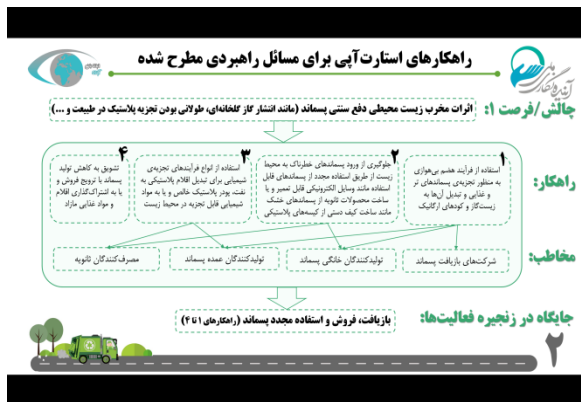 راهکارهای استارت‌آپی برای مسائل راهبردی مطرح شده
آینده‌نگاری ملی
چالش/فرصت ۱:
اثرات مخرب زیست محیطی دفع سنتی پسماند (مانند انتشار گاز گلخانه‌ای، طولانی بودن تجزیه پلاستیک در طبیعت و ...)
راهکار:
۱
استفاده از فرآیند هضم بی‌هوازی
به منظور تجزیه‌ی پسماندهای تر
و غذایی و تبدیل آن‌ها به
زیست‌گاز و کودهای ارگانیک
۲
جلوگیری از ورود پسماندهای خطرناک به محیط
زیست از طریق استفاده مجدد از پسماندهای قابل
استفاده مانند وسایل الکترونیکی قابل تعمیر و یا
ساخت محصولات ثانویه از پسماندهای خشک
مانند ساخت کیف دستی از کیسه‌های پلاستیکی
۳
استفاده از انواع فرآیندهای تجزیه‌ی
شیمیایی برای تبدیل اقلام پلاستیکی به
نفت، پودر پلاستیک خالص و یا به مواد
شیمیایی قابل تجزیه در محیط زیست
۴
تشویق به کاهش تولید
پسماند با ترویج فروش و
یا به اشتراک‌گذاری اقلام
و مواد غذایی مازاد
مخاطب:
شرکت‌های بازیافت پسماند
تولیدکنندگان خانگی پسماند
تولیدکنندگان عمده پسماند
مصرف‌کنندگان ثانویه
جایگاه در زنجیره فعالیت‌ها:
بازیافت، فروش و استفاده مجدد پسماند (راهکارهای ۱ تا ۴)
۲